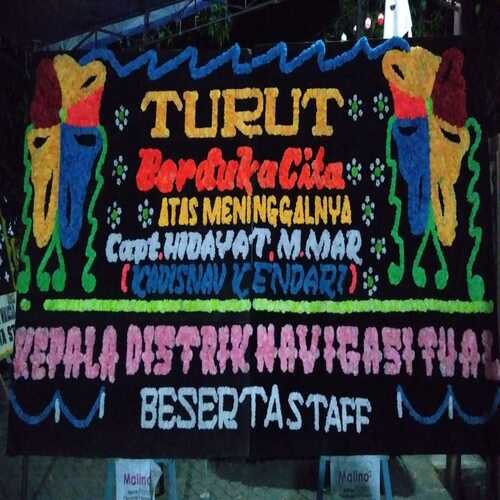 TURUT
Berduka Cita
ATAS MENINGGALNYA
Capt. HIDAYAT, M.MAR
(KADISNAV KENDARI)
KEPALA DISTRIK NAVIGASI TUAL
BESERTA STAFF
Malino
Malino